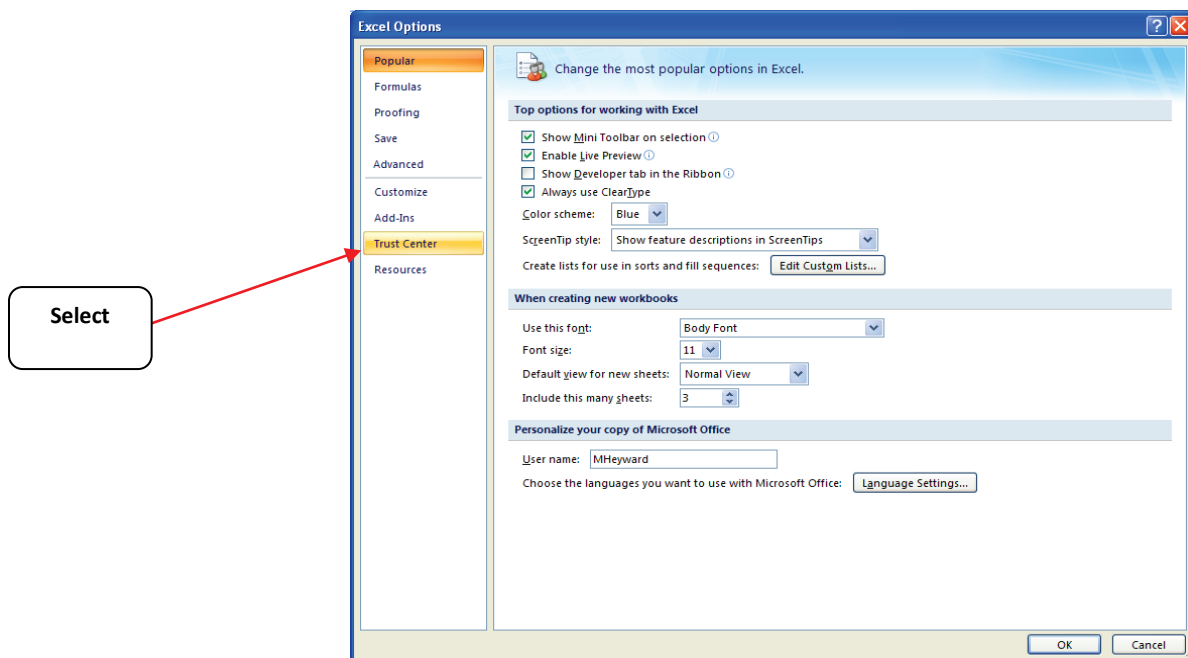 Excel Options
Popular
Formulas
Proofing
Save
Advanced
Customize
Add-Ins
Trust Center
Resources
Select
Change the most popular options in Excel.
Top options for working with Excel
Show Mini Toolbar on selection
Enable Live Preview
Show Developer tab in the Ribbon
Always use ClearType
Color scheme: Blue
ScreenTip style: Show feature descriptions in ScreenTips
Create lists for use in sorts and fill sequences: Edit Custom Lists...
When creating new workbooks
Use this font: Body Font
Font size: 11
Default view for new sheets: Normal View
Include this many sheets: 3
Personalize your copy of Microsoft Office
User name: MHeyward
Choose the languages you want to use with Microsoft Office: Language Settings...
OK Cancel